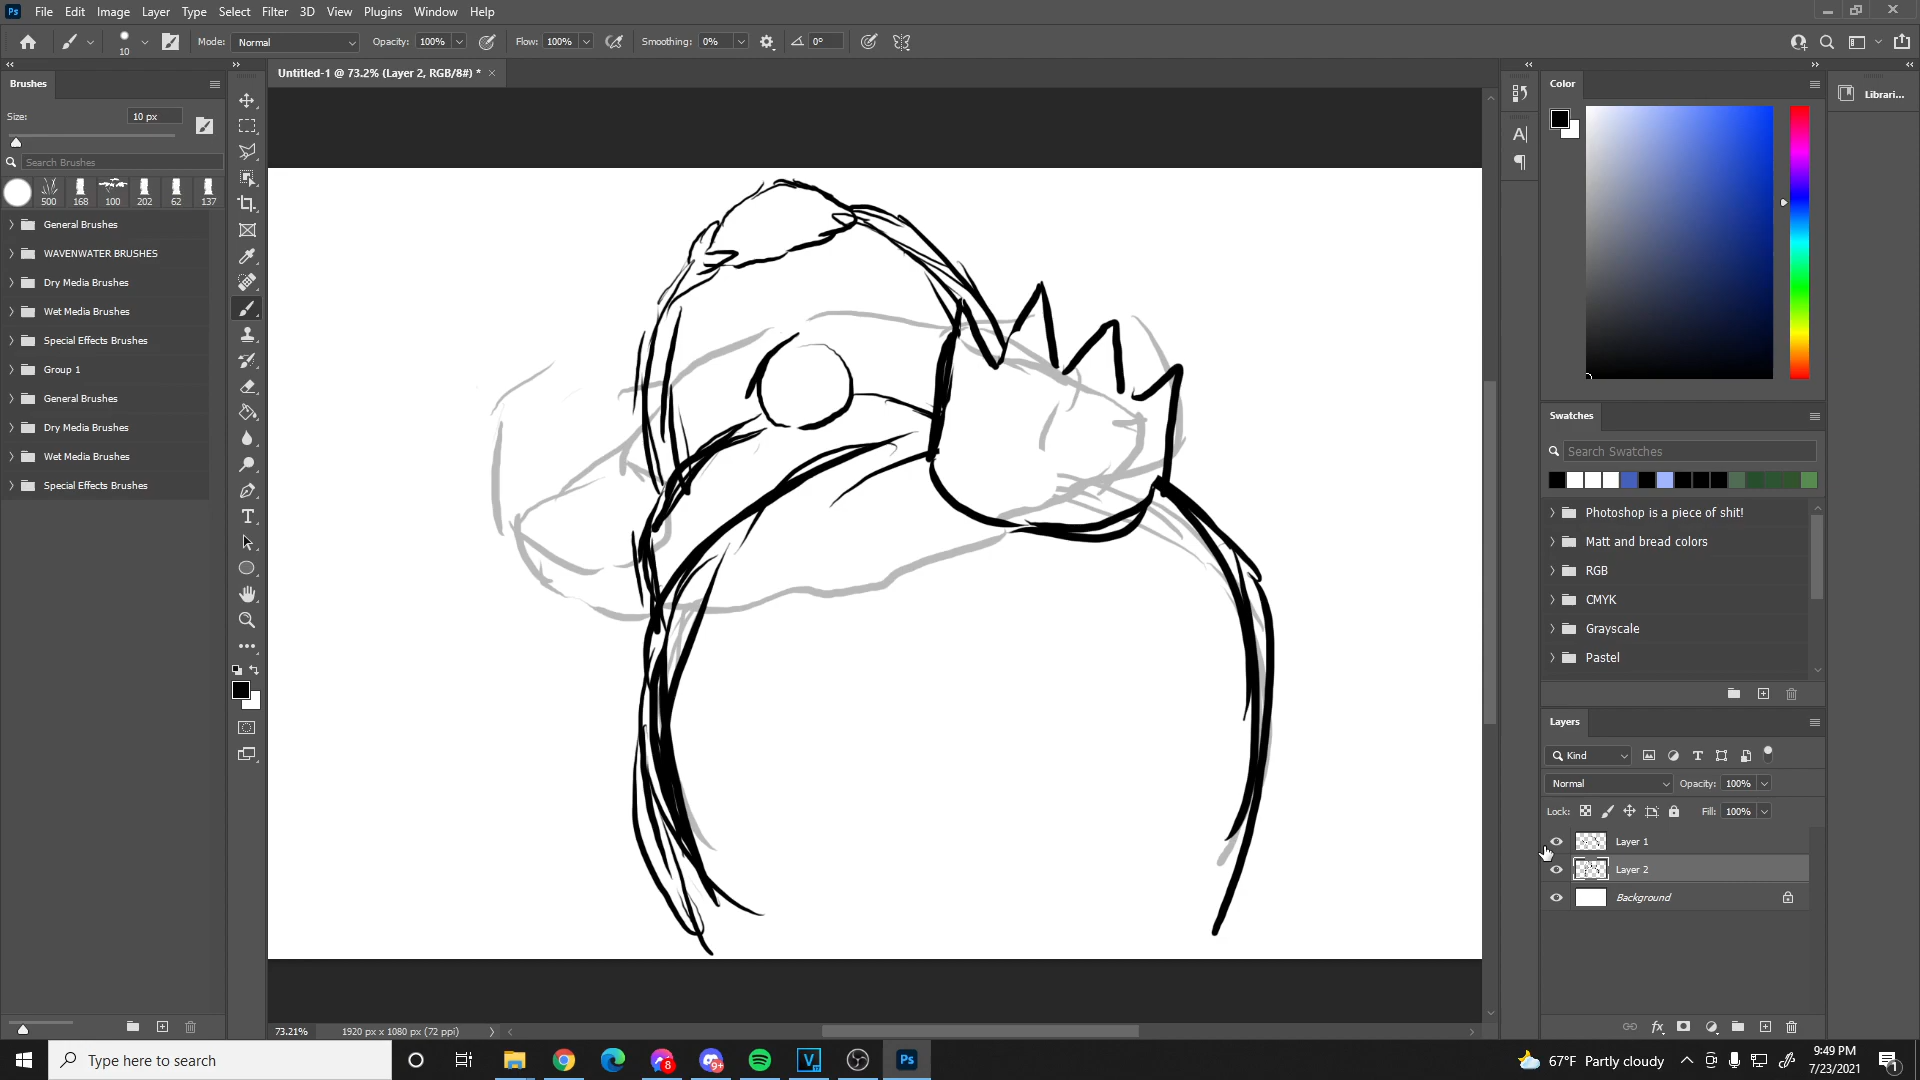 Ps File Edit Image Layer Type Select Filter 3D View Plugins Window Help
10 Mode: Normal Opacity: 100% Flow: 100% Smoothing: 0% 0°
Brushes
Size: 10 px
Search Brushes
500 168 100 202 62 137
General Brushes
WAVENWATER BRUSHES
Dry Media Brushes
Wet Media Brushes
Special Effects Brushes
Group 1
General Brushes
Dry Media Brushes
Wet Media Brushes
Special Effects Brushes
Untitled-1 @ 73.2% (Layer 2, RGB/8#) *
73.21% 1920 px x 1080 px (72 ppi)
Color
Librari...
Swatches
Search Swatches
Photoshop is a piece of shit!
Matt and bread colors
RGB
CMYK
Grayscale
Pastel
Layers
Kind
Normal Opacity: 100%
Lock: Fill: 100%
Layer 1
Layer 2
Background
Type here to search
8
9+
V
Ps
67°F Partly cloudy
9:49 PM
7/23/2021
1